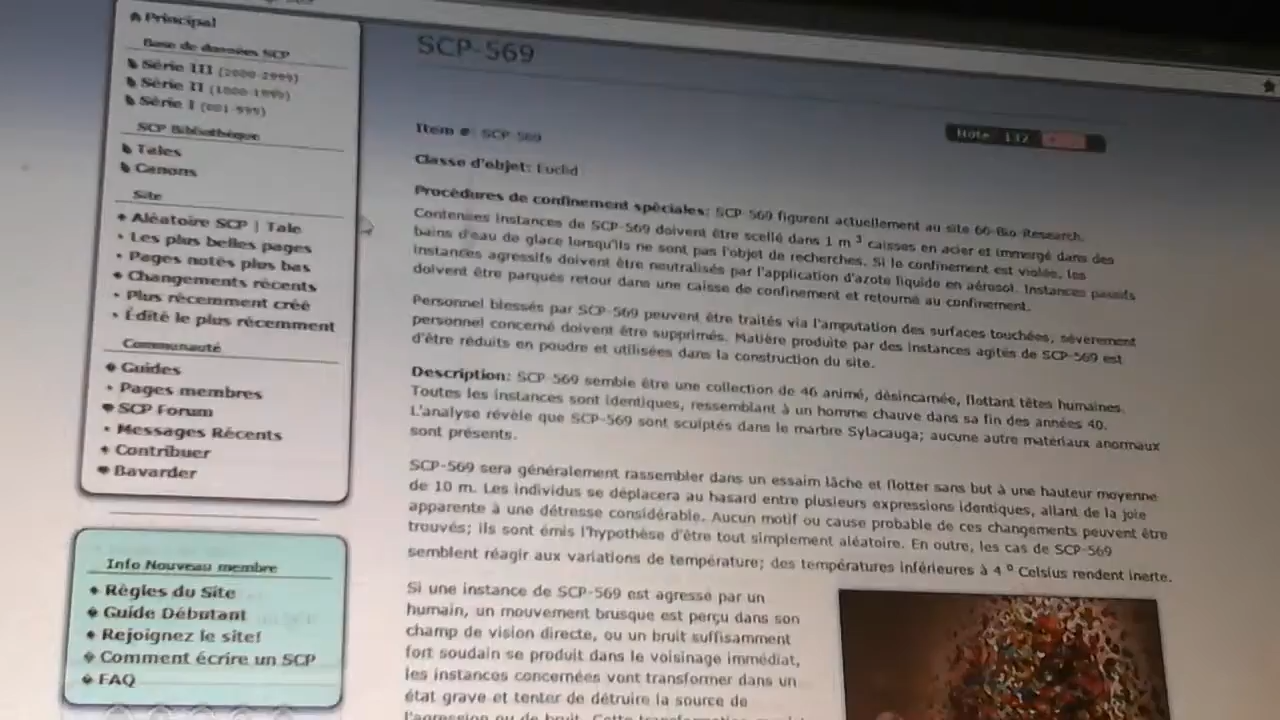 Principal
Base de données SCP
Série III (2000-2999)
Série II (1000-1999)
Série I (001-999)
SCP Bibliothèque
Tales
Canons
Site
Aléatoire SCP | Tale
Les plus belles pages
Pages notés plus bas
Changements récents
Plus récemment créé
Édité le plus récemment
Communauté
Guides
Pages membres
SCP Forum
Messages Récents
Contribuer
Bavarder
Info Nouveau membre
Règles du Site
Guide Débutant
Rejoignez le site!
Comment écrire un SCP
FAQ
SCP-569
Note: 132
Item #: SCP-569
Classe d'objet: Euclid
Procédures de confinement spéciales: SCP-569 figurent actuellement au site 66-Bio-Research.
Contenues instances de SCP-569 doivent être scellé dans 1 m 3 caisses en acier et immergé dans des
bains d'eau de glace lorsqu'ils ne sont pas l'objet de recherches. Si le confinement est violée, les
instances agressifs doivent être neutralisés par l'application d'azote liquide en aérosol. Instances passifs
doivent être parqués retour dans une caisse de confinement et retourné au confinement.
Personnel blessés par SCP-569 peuvent être traités via l'amputation des surfaces touchées, sévèrement
personnel concerné doivent être supprimés. Matière produite par des instances agités de SCP-569 est
d'être réduits en poudre et utilisées dans la construction du site.
Description: SCP-569 semble être une collection de 46 animé, désincarnée, flottant têtes humaines.
Toutes les instances sont identiques, ressemblant à un homme chauve dans sa fin des années 40.
L'analyse révèle que SCP-569 sont sculptés dans le marbre Sylacauga; aucune autre matériaux anormaux
sont présents.
SCP-569 sera généralement rassembler dans un essaim lâche et flotter sans but à une hauteur moyenne
de 10 m. Les individus se déplacera au hasard entre plusieurs expressions identiques, allant de la joie
apparente à une détresse considérable. Aucun motif ou cause probable de ces changements peuvent être
trouvés; ils sont émis l'hypothèse d'être tout simplement aléatoire. En outre, les cas de SCP-569
semblent réagir aux variations de température; des températures inférieures à 4 º Celsius rendent inerte.
Si une instance de SCP-569 est agressé par un
humain, un mouvement brusque est perçu dans son
champ de vision directe, ou un bruit suffisamment
fort soudain se produit dans le voisinage immédiat,
les instances concernées vont transformer dans un
état grave et tenter de détruire la source de
l'agression ou de bruit. Cette